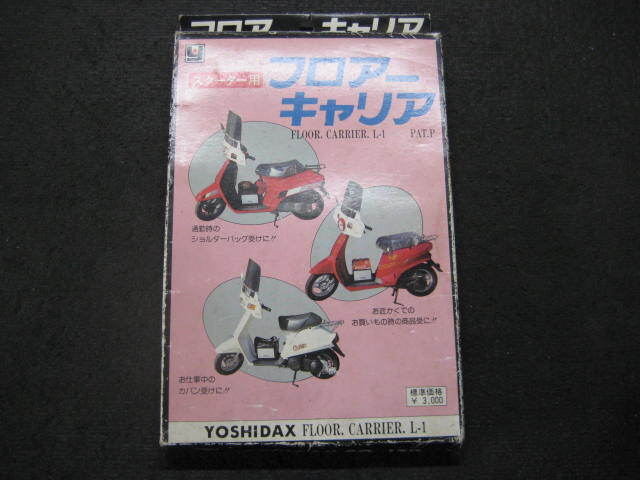 フロアー キャリア
スクーター用
フロアー
キャリア
FLOOR. CARRIER. L-1 PAT.P
通勤時の
ショルダーバッグ受けに!!
お近かくでの
お買いもの時の商品受に!!
お仕事中の
カバン受けに!!
標準価格
¥ 3,000
YOSHIDAX FLOOR. CARRIER. L-1